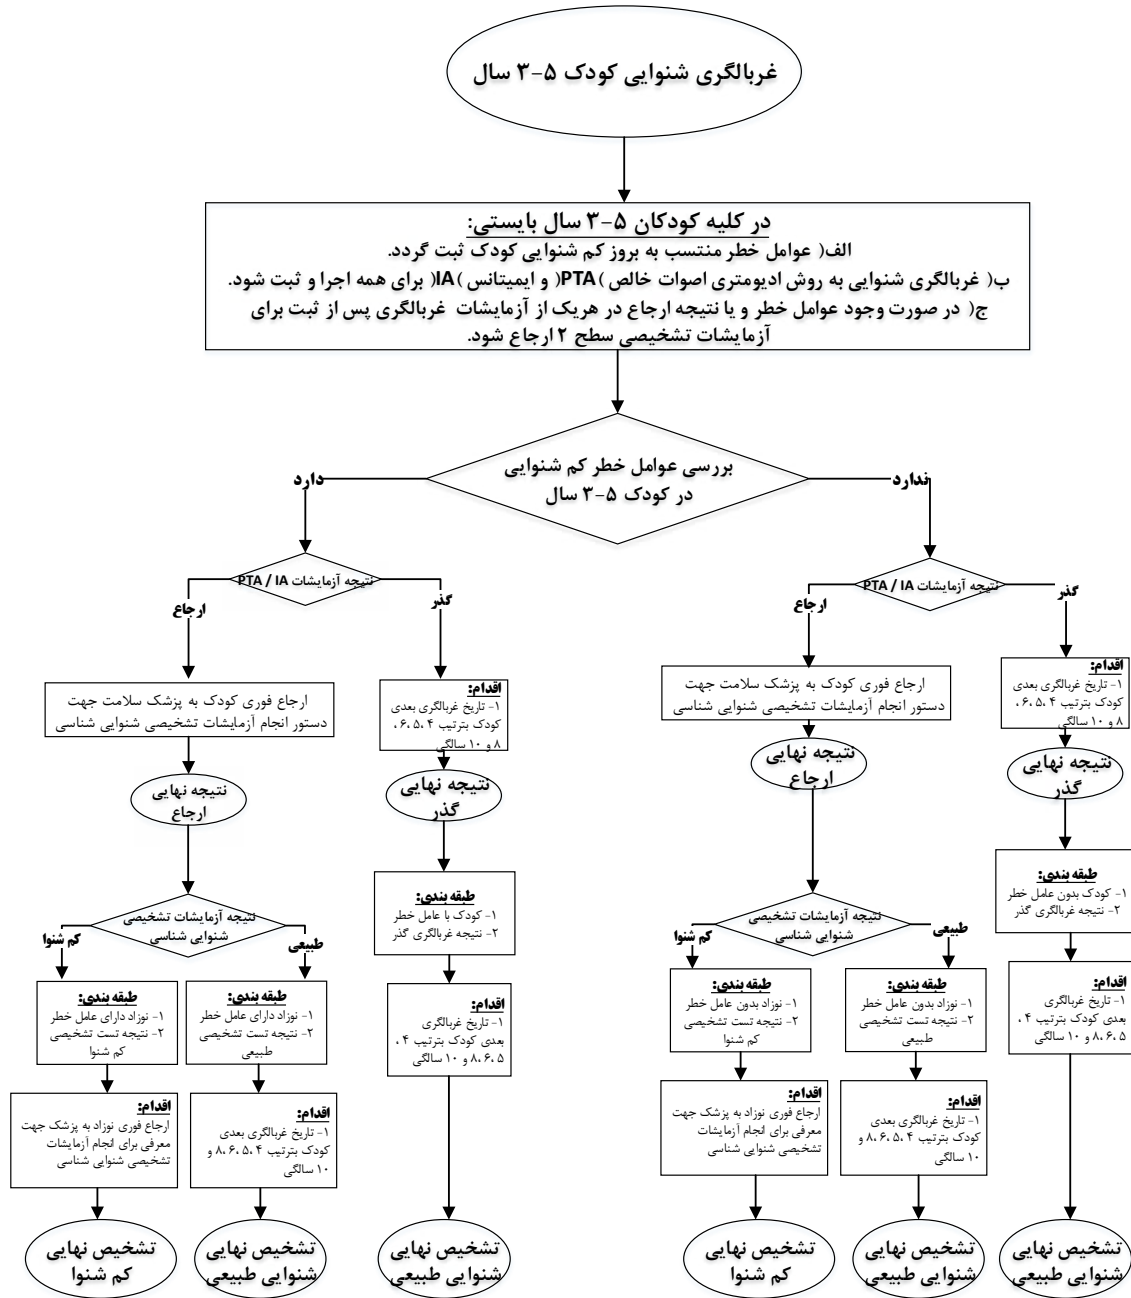 غربالگری شنوایی کودک ۵-۳ سال
در کلیه کودکان ۵-۳ سال بایستی:
الف( عوامل خطر منتسب به بروز کم شنوایی کودک ثبت گردد.
ب( غربالگری شنوایی به روش ادیومتری اصوات خالص )PTA( و ایمیتانس )IA( برای همه اجرا و ثبت شود.
ج( در صورت وجود عوامل خطر و یا نتیجه ارجاع در هریک از آزمایشات غربالگری پس از ثبت برای
آزمایشات تشخیصی سطح ۲ ارجاع شود.
بررسی عوامل خطر کم شنوایی
در کودک ۵-۳ سال
ندارد
دارد
نتیجه آزمایشات PTA / IA
گذر
ارجاع
اقدام:
۱- تاریخ غربالگری بعدی
کودک بترتیب ۴ ،۵ ،۶ ،
۸ و ۱۰ سالگی
نتیجه نهایی
گذر
طبقه بندی:
۱- کودک بدون عامل خطر
۲- نتیجه غربالگری گذر
اقدام:
۱- تاریخ غربالگری
بعدی کودک بترتیب ۴ ،
۵ ،۶ ،۸ و ۱۰ سالگی
تشخیص نهایی
شنوایی طبیعی
ارجاع فوری کودک به پزشک سلامت جهت
دستور انجام آزمایشات تشخیصی شنوایی شناسی
نتیجه نهایی
ارجاع
نتیجه آزمایشات تشخیصی
شنوایی شناسی
طبیعی
کم شنوا
طبقه بندی:
۱- نوزاد بدون عامل خطر
۲- نتیجه تست تشخیصی
طبیعی
اقدام:
۱- تاریخ غربالگری بعدی
کودک بترتیب ۴ ،۵ ،۶ ،۸ و
۱۰ سالگی
تشخیص نهایی
شنوایی طبیعی
طبقه بندی:
۱- نوزاد بدون عامل خطر
۲- نتیجه تست تشخیصی
کم شنوا
اقدام:
ارجاع فوری نوزاد به پزشک جهت
معرفی برای انجام آزمایشات
تشخیصی شنوایی شناسی
تشخیص نهایی
کم شنوا
نتیجه آزمایشات PTA / IA
گذر
ارجاع
اقدام:
۱- تاریخ غربالگری بعدی
کودک بترتیب ۴ ،۵ ،۶ ،
۸ و ۱۰ سالگی
نتیجه نهایی
گذر
طبقه بندی:
۱- کودک با عامل خطر
۲- نتیجه غربالگری گذر
اقدام:
۱- تاریخ غربالگری
بعدی کودک بترتیب ۴ ،
۵ ،۶ ،۸ و ۱۰ سالگی
تشخیص نهایی
شنوایی طبیعی
ارجاع فوری کودک به پزشک سلامت جهت
دستور انجام آزمایشات تشخیصی شنوایی شناسی
نتیجه نهایی
ارجاع
نتیجه آزمایشات تشخیصی
شنوایی شناسی
طبیعی
کم شنوا
طبقه بندی:
۱- نوزاد دارای عامل خطر
۲- نتیجه تست تشخیصی
طبیعی
اقدام:
۱- تاریخ غربالگری بعدی
کودک بترتیب ۴ ،۵ ،۶ ،۸ و
۱۰ سالگی
تشخیص نهایی
شنوایی طبیعی
طبقه بندی:
۱- نوزاد دارای عامل خطر
۲- نتیجه تست تشخیصی
کم شنوا
اقدام:
ارجاع فوری نوزاد به پزشک جهت
معرفی برای انجام آزمایشات
تشخیصی شنوایی شناسی
تشخیص نهایی
کم شنوا